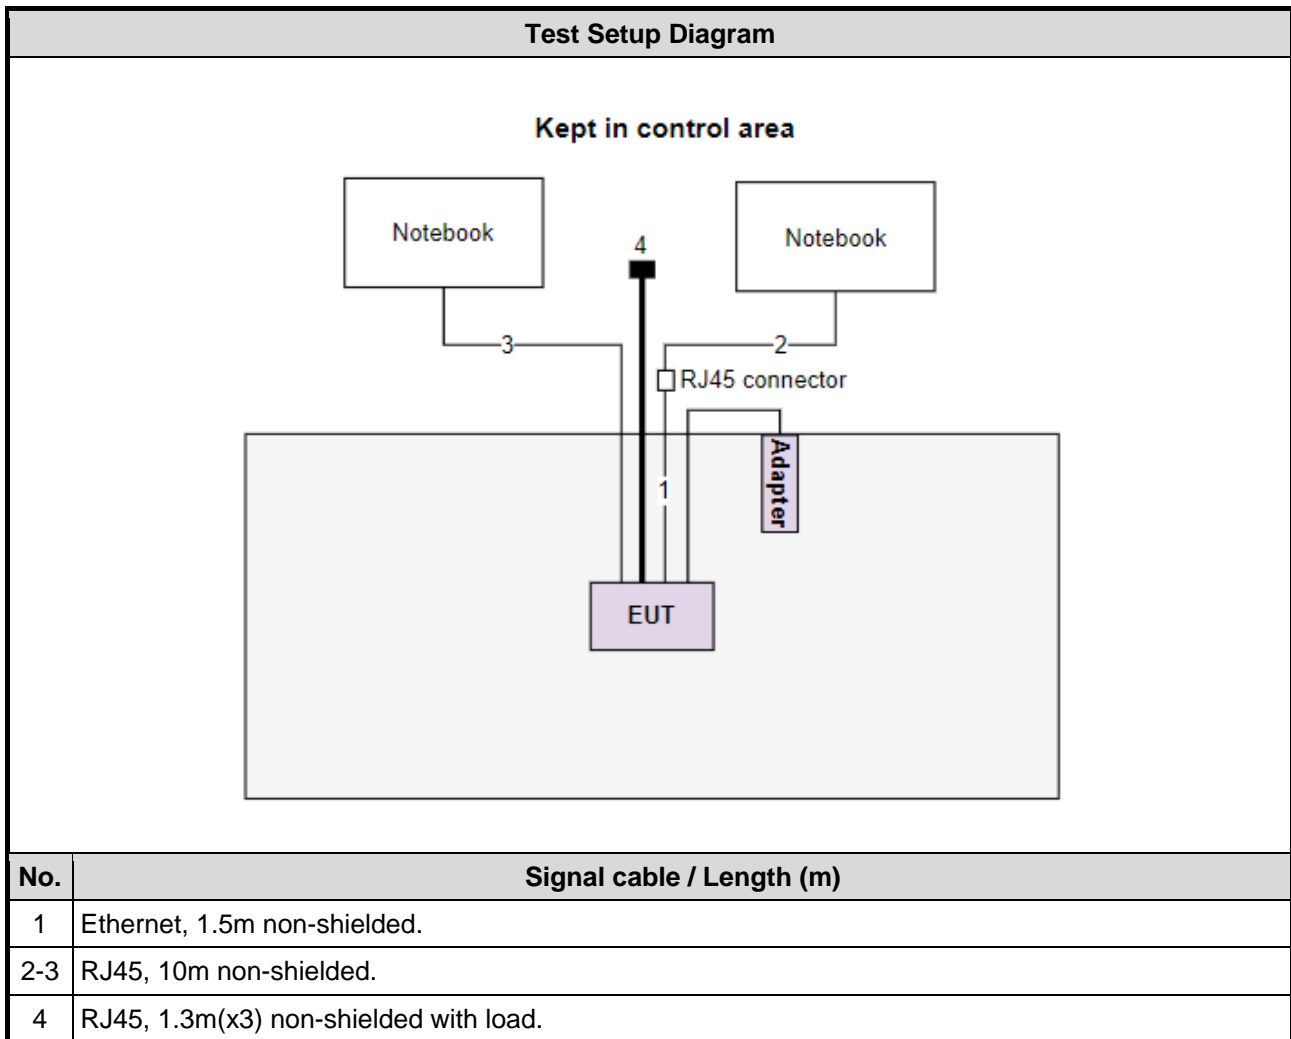 Test Setup Diagram
Kept in control area
Notebook
Notebook
4
3
2
RJ45 connector
Adapter
1
EUT
No. Signal cable / Length (m)
1 Ethernet, 1.5m non-shielded.
2-3 RJ45, 10m non-shielded.
4 RJ45, 1.3m(x3) non-shielded with load.